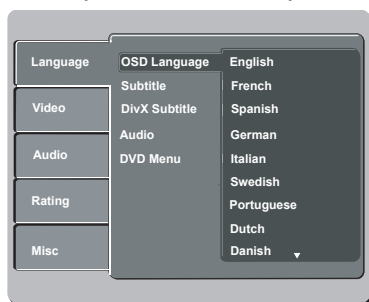 Language
Video
Audio
Rating
Misc
OSD Language
Subtitle
DivX Subtitle
Audio
DVD Menu
English
French
Spanish
German
Italian
Swedish
Portuguese
Dutch
Danish